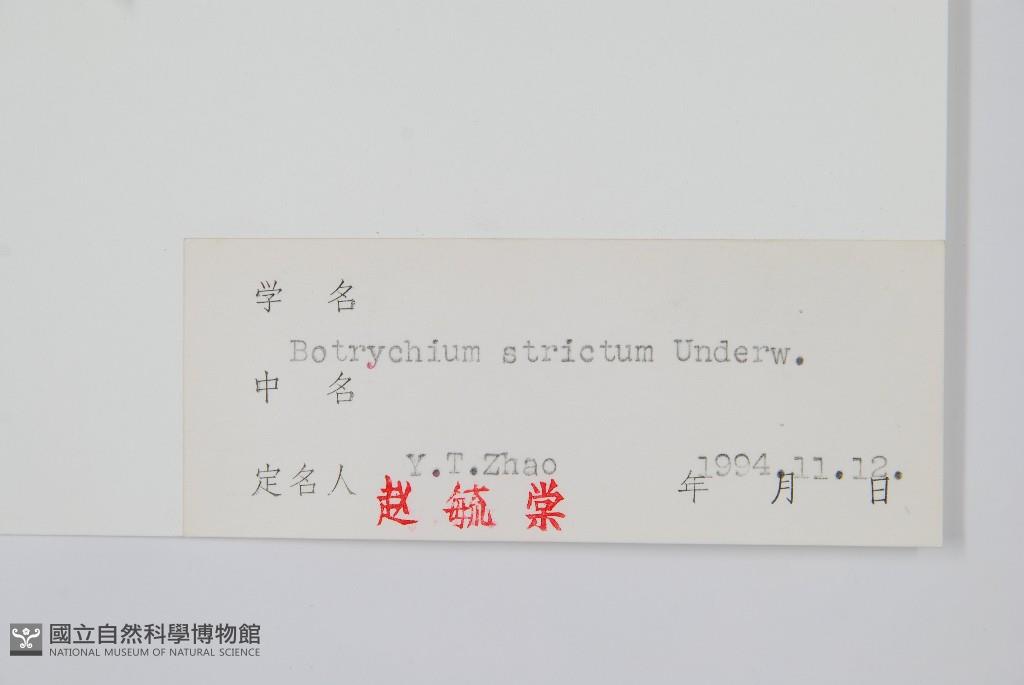 学 名
Botrychium strictum Underw.
中 名
定名人 Y.T.Zhao 1994.11.12.
赵毓棠 年 月 日
國立自然科學博物館
NATIONAL MUSEUM OF NATURAL SCIENCE